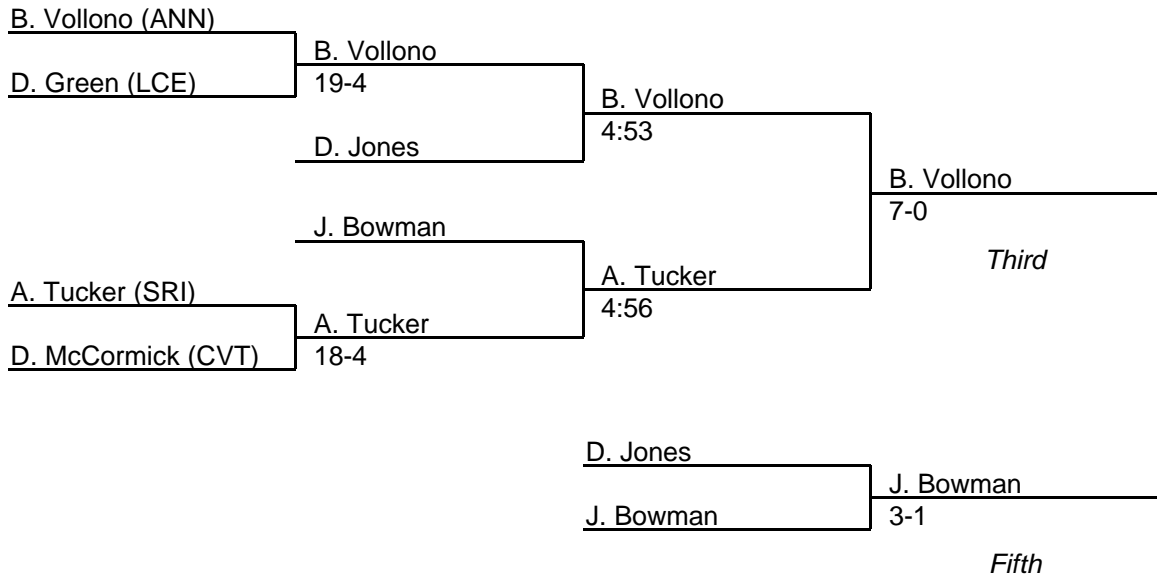 B. Vollono (ANN)
B. Vollono
D. Green (LCE)
19-4
B. Vollono
4:53
D. Jones
B. Vollono
7-0
J. Bowman
Third
A. Tucker (SRI)
A. Tucker
4:56
A. Tucker
D. McCormick (CVT)
18-4
D. Jones
J. Bowman
J. Bowman
3-1
Fifth